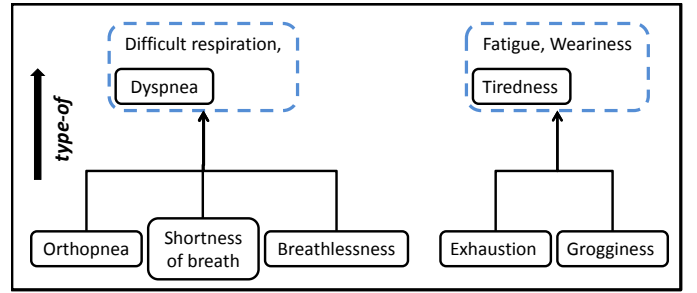 Difficult respiration,
Dyspnea
Fatigue, Weariness
Tiredness
type-of
Orthopnea
Shortness
of breath
Breathlessness
Exhaustion
Grogginess